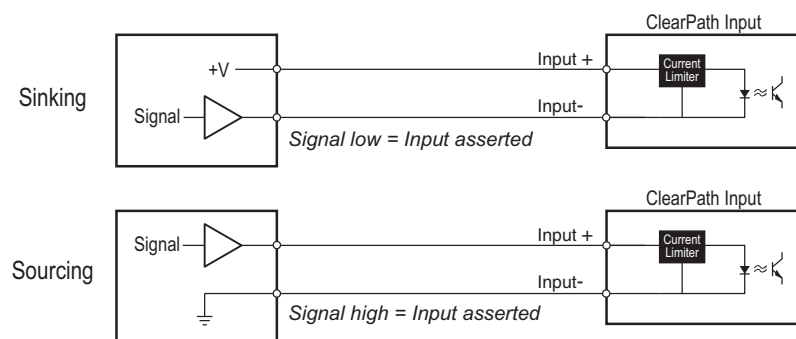 ClearPath Input
Sinking
+V
Input +
Current
Limiter
Signal
Input-
Signal low = Input asserted
ClearPath Input
Sourcing
Signal
Input +
Current
Limiter
Input-
Signal high = Input asserted